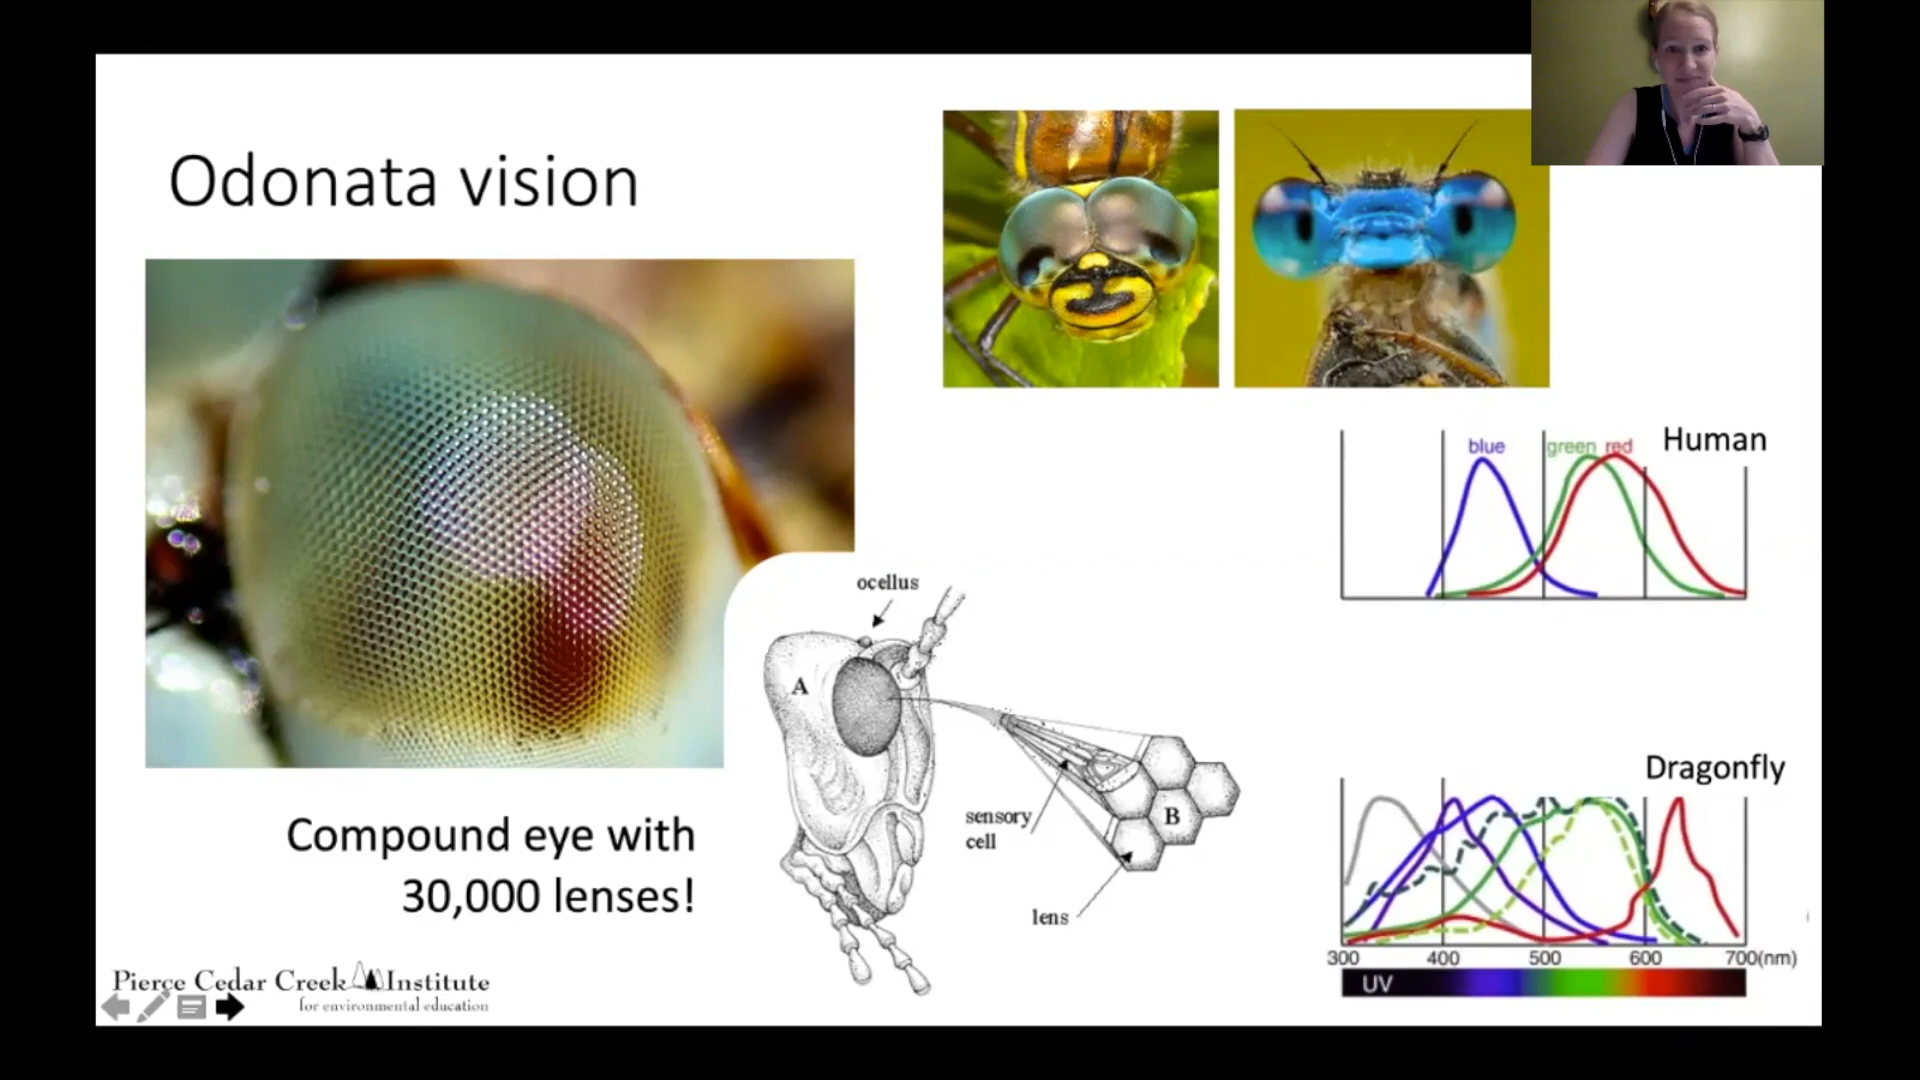 Odonata vision
Compound eye with
30,000 lenses!
ocellus
A
sensory
cell
B
lens
blue
green
red
Human
Dragonfly
300
400
500
600
700(nm)
UV
Pierce Cedar Creek Institute
for environmental education